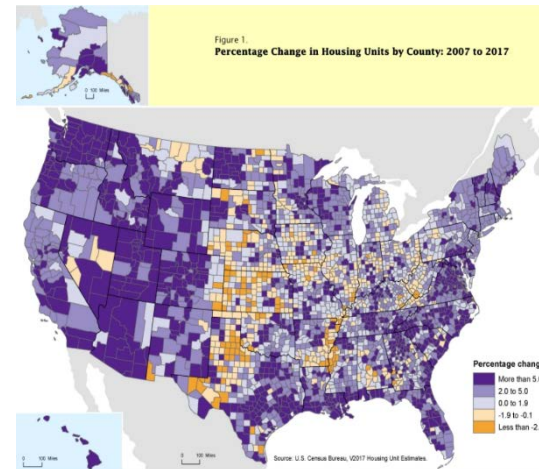 Figure 1.
Percentage Change in Housing Units by County: 2007 to 2017
0 100 Miles
Percentage chang
More than 5.
2.0 to 5.0
0.0 to 1.9
-1.9 to -0.1
Less than -2.
0 100 Miles
0 100 Miles
Source: U.S. Census Bureau, V2017 Housing Unit Estimates.